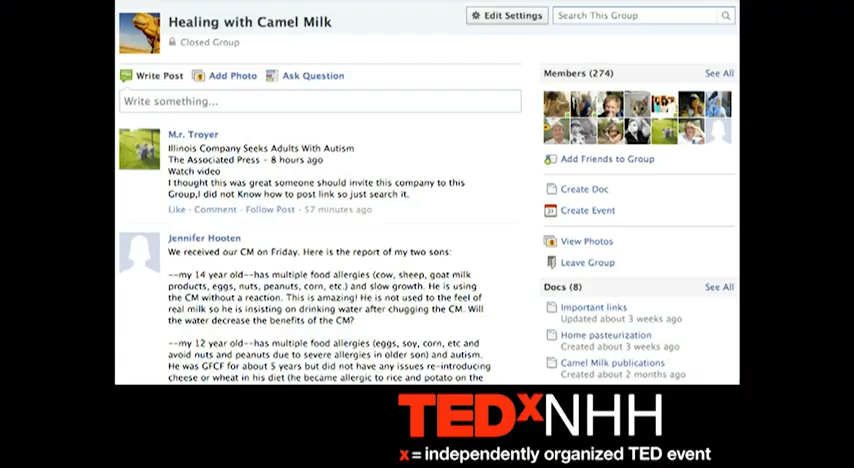 Healing with Camel Milk
Closed Group
Edit Settings
Search This Group
Write Post Add Photo Ask Question
Write something...
M.r. Troyer
Illinois Company Seeks Adults With Autism
The Associated Press - 8 hours ago
Watch video
I thought this was great someone should invite this company to this
Group,I did not Know how to post link so just search it.
Like · Comment · Follow Post · 57 minutes ago
Jennifer Hooten
We received our CM on Friday. Here is the report of my two sons:
--my 14 year old--has multiple food allergies (cow, sheep, goat milk
products, eggs, nuts, peanuts, corn, etc.) and slow growth. He is using
the CM without a reaction. This is amazing! He is not used to the feel of
real milk so he is insisting on drinking water after chugging the CM. Will
the water decrease the benefits of the CM?
--my 12 year old--has multiple food allergies (eggs, soy, corn, etc and
avoid nuts and peanuts due to severe allergies in older son) and autism.
He was GFCF for about 5 years but did not have any issues re-introducing
cheese or wheat in his diet (he became allergic to rice and potato on the
Members (274) See All
Add Friends to Group
Create Doc
31 Create Event
View Photos
Leave Group
Docs (8) See All
Important links
Updated about 3 weeks ago
Home pasteurization
Created about 3 weeks ago
Camel Milk publications
Created about 2 months ago
TEDxNHH
x = independently organized TED event